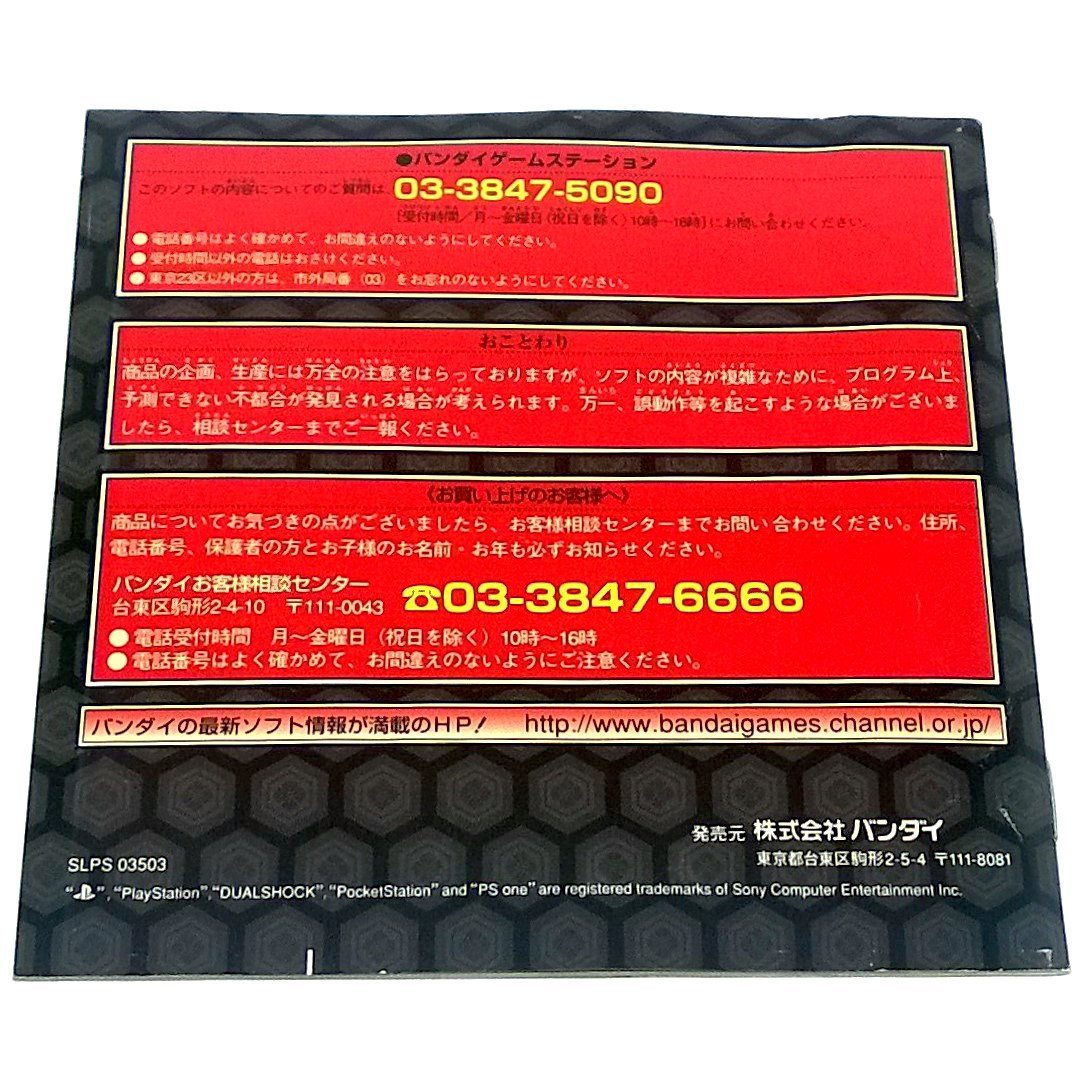 ●バンダイゲームステーション
このソフトの内容についてのご質問は、03-3847-5090
[受付時間／月～金曜日(祝日を除く)10時～16時]にお問い合わせください。
●電話番号はよく確かめて、お間違えのないようにしてください。
●受付時間以外の電話はおさけください。
●東京23区以外の方は、市外局番（03）をお忘れのないようにしてください。
おことわり
商品の企画、生産には万全の注意をはらっておりますが、ソフトの内容が複雑なために、プログラム上、
予測できない不都合が発見される場合が考えられます。万一、誤動作等を起こすような場合がございま
したら、相談センターまでご一報ください。
《お買い上げのお客様へ》
商品についてお気づきの点がございましたら、お客様相談センターまでお問い合わせください。住所、
電話番号、保護者の方とお子様のお名前・お年も必ずお知らせください。
バンダイお客様相談センター
台東区駒形2-4-10　〒111-0043　☎03-3847-6666
●電話受付時間　月～金曜日（祝日を除く）10時～16時
●電話番号はよく確かめて、お間違えのないようにご注意ください。
バンダイの最新ソフト情報が満載のHP!　http://www.bandaigames.channel.or.jp/
発売元 株式会社 バンダイ
東京都台東区駒形2-5-4 〒111-8081
SLPS 03503
“ ”, “PlayStation”, “DUALSHOCK”, “PocketStation” and “PS one” are registered trademarks of Sony Computer Entertainment Inc.